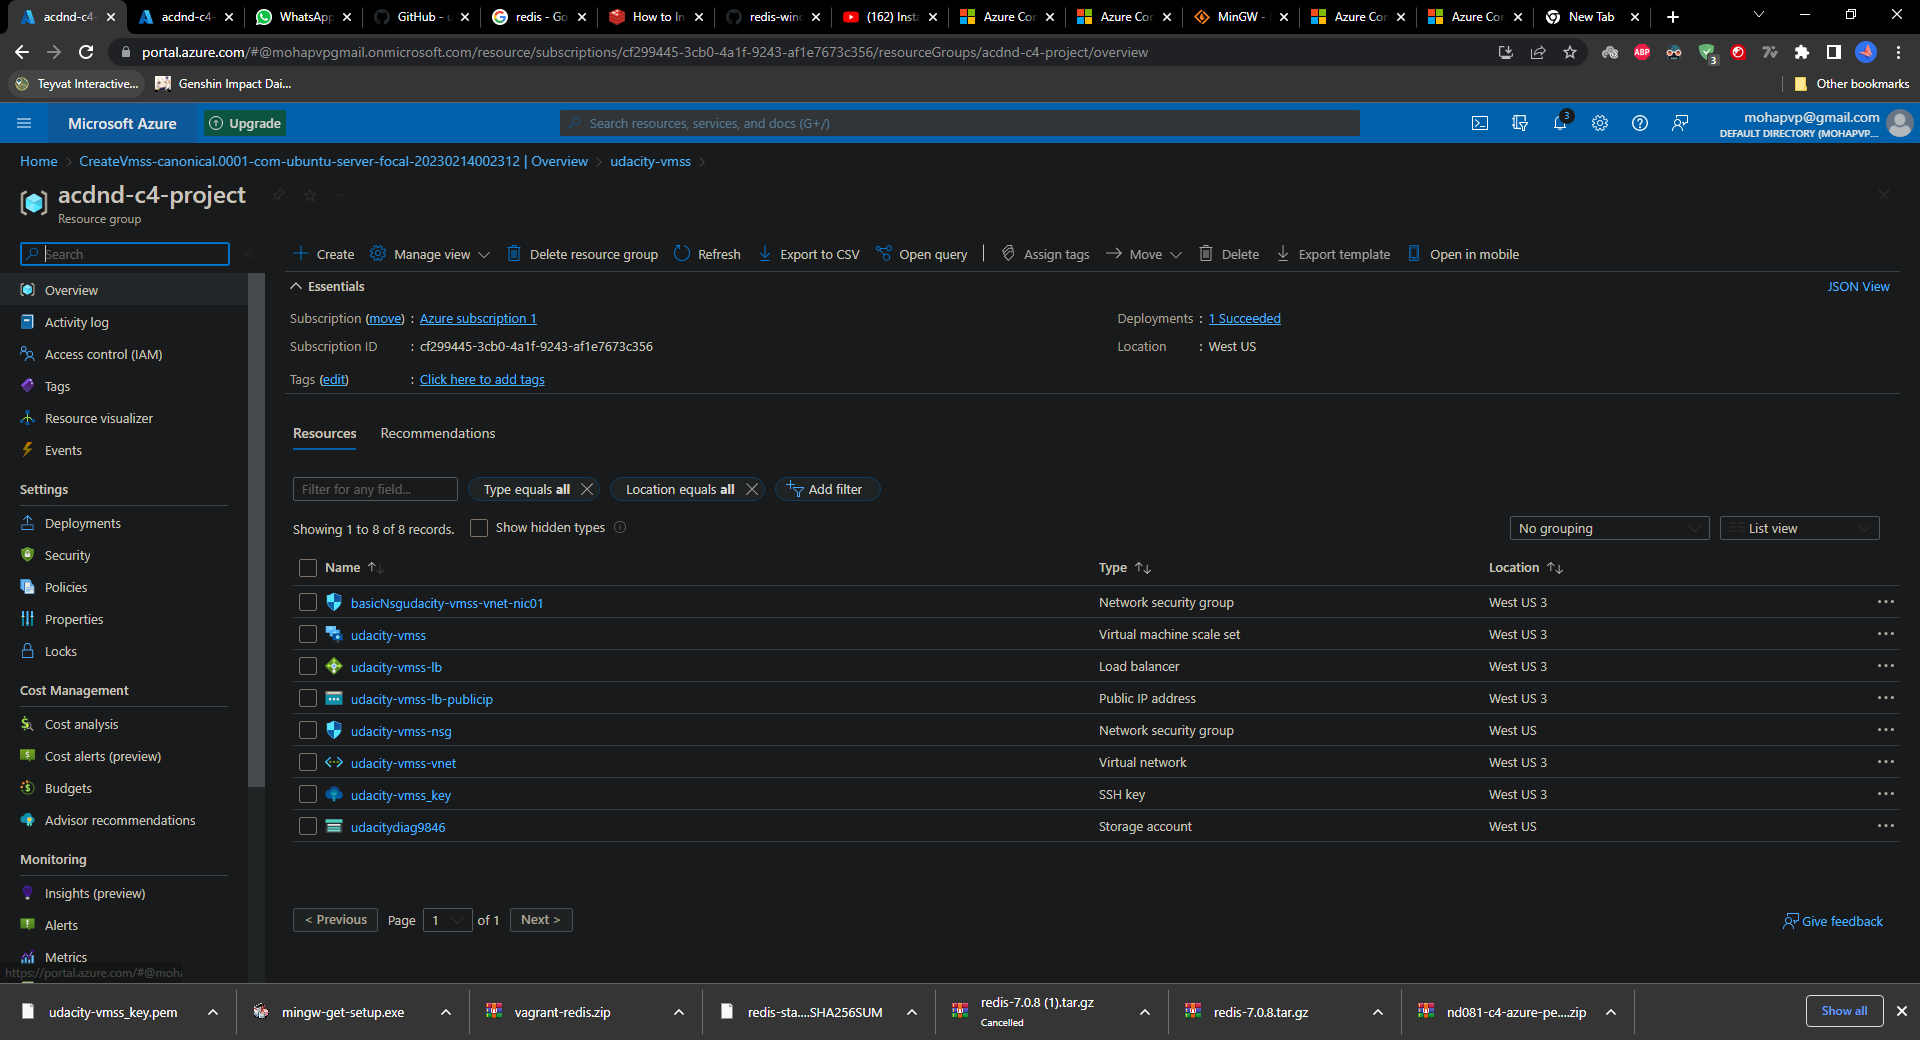 acdnd-c4-
acdnd-c4-
WhatsApp
GitHub - u
redis - Go
How to In
redis-wind
(162) Insta
Azure Cor
Azure Cor
MinGW -
Azure Cor
Azure Cor
New Tab
portal.azure.com/#@mohapvpgmail.onmicrosoft.com/resource/subscriptions/cf299445-3cb0-4a1f-9243-af1e7673c356/resourceGroups/acdnd-c4-project/overview
ABP
3
Teyvat Interactive...
Genshin Impact Dai...
Other bookmarks
Microsoft Azure
Upgrade
Search resources, services, and docs (G+/)
3
mohapvp@gmail.com
DEFAULT DIRECTORY (MOHAPVP...
Home > CreateVmss-canonical.0001-com-ubuntu-server-focal-20230214002312 | Overview > udacity-vmss >
acdnd-c4-project
Resource group
Search
Overview
Activity log
Access control (IAM)
Tags
Resource visualizer
Events
Settings
Deployments
Security
Policies
Properties
Locks
Cost Management
Cost analysis
Cost alerts (preview)
Budgets
Advisor recommendations
Monitoring
Insights (preview)
Alerts
Metrics
https://portal.azure.com/#@moha
Create
Manage view
Delete resource group
Refresh
Export to CSV
Open query
Assign tags
Move
Delete
Export template
Open in mobile
Essentials
JSON View
Subscription (move) : Azure subscription 1
Deployments : 1 Succeeded
Subscription ID : cf299445-3cb0-4a1f-9243-af1e7673c356
Location : West US
Tags (edit) : Click here to add tags
Resources
Recommendations
Filter for any field...
Type equals all
Location equals all
Add filter
Showing 1 to 8 of 8 records.
Show hidden types
No grouping
List view
Name Type Location
basicNsgudacity-vmss-vnet-nic01 Network security group West US 3
udacity-vmss Virtual machine scale set West US 3
udacity-vmss-lb Load balancer West US 3
udacity-vmss-lb-publicip Public IP address West US 3
udacity-vmss-nsg Network security group West US
udacity-vmss-vnet Virtual network West US 3
udacity-vmss_key SSH key West US 3
udacitydiag9846 Storage account West US
< Previous
Page 1 of 1
Next >
Give feedback
udacity-vmss_key.pem
mingw-get-setup.exe
vagrant-redis.zip
redis-sta....SHA256SUM
redis-7.0.8 (1).tar.gz
Cancelled
redis-7.0.8.tar.gz
nd081-c4-azure-pe....zip
Show all